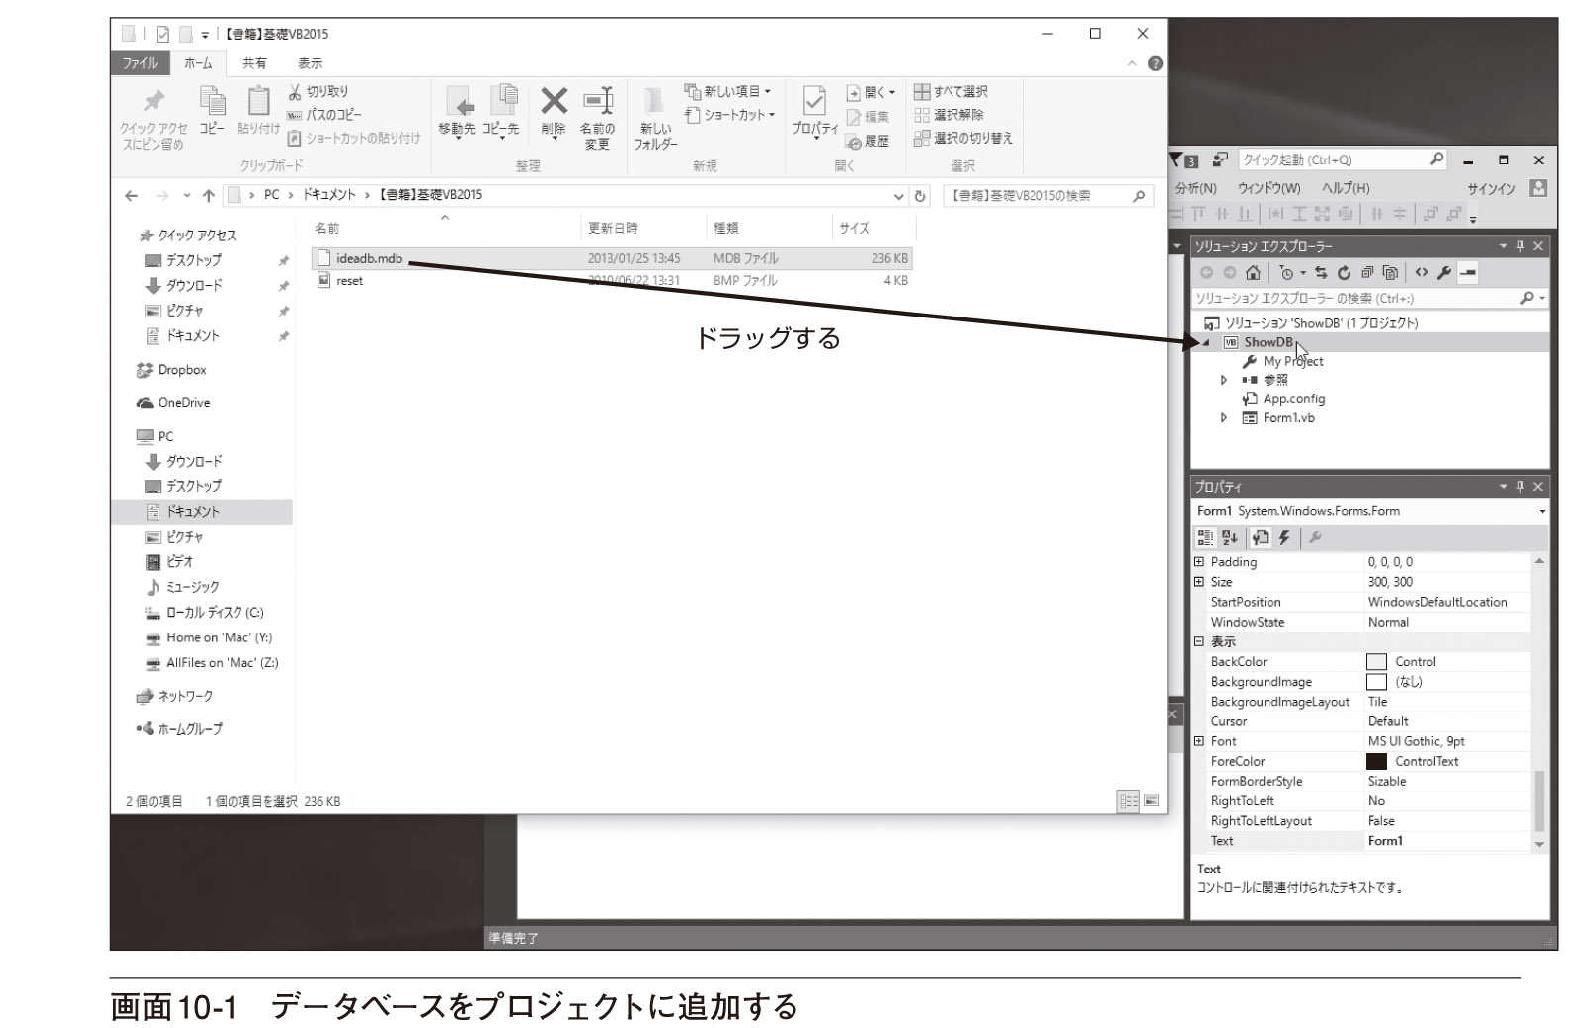 【書籍】基礎VB2015
ファイル ホーム 共有 表示
クイック アクセスにピン留め コピー 貼り付け 切り取り パスのコピー ショートカットの貼り付け
移動先 コピー先 削除 名前の変更
新しいフォルダー 新しい項目 ショートカット
プロパティ 開く 編集 履歴
すべて選択 選択解除 選択の切り替え
クリップボード 整理 新規 開く 選択
PC ドキュメント 【書籍】基礎VB2015 【書籍】基礎VB2015の検索
名前 更新日時 種類 サイズ
ideadb.mdb 2013/01/25 13:45 MDB ファイル 236 KB
reset 2010/06/22 13:31 BMP ファイル 4 KB
ドラッグする
クイック アクセス
デスクトップ
ダウンロード
ピクチャ
ドキュメント
Dropbox
OneDrive
PC
ダウンロード
デスクトップ
ドキュメント
ピクチャ
ビデオ
ミュージック
ローカル ディスク (C:)
Home on 'Mac' (Y:)
AllFiles on 'Mac' (Z:)
ネットワーク
ホームグループ
2 個の項目 1 個の項目を選択 236 KB
3 クイック起動 (Ctrl+Q)
分析(N) ウィンドウ(W) ヘルプ(H) サインイン
ソリューション エクスプローラー
ソリューション エクスプローラー の検索 (Ctrl+:)
ソリューション 'ShowDB' (1 プロジェクト)
VB ShowDB
My Project
参照
App.config
Form1.vb
プロパティ
Form1 System.Windows.Forms.Form
Padding 0, 0, 0, 0
Size 300, 300
StartPosition WindowsDefaultLocation
WindowState Normal
表示
BackColor Control
BackgroundImage (なし)
BackgroundImageLayout Tile
Cursor Default
Font MS UI Gothic, 9pt
ForeColor ControlText
FormBorderStyle Sizable
RightToLeft No
RightToLeftLayout False
Text Form1
Text
コントロールに関連付けられたテキストです。
準備完了
画面10-1 データベースをプロジェクトに追加する